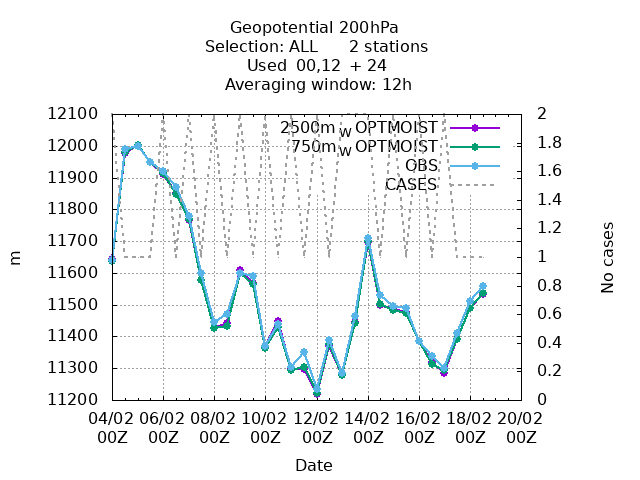 Geopotential 200hPa
Selection: ALL 2 stations
Used 00,12 + 24
Averaging window: 12h
12100
12000
11900
11800
11700
11600
11500
11400
11300
11200
m
2500m w OPTMOIST
750m w OPTMOIST
OBS
CASES
2
1.8
1.6
1.4
1.2
1
0.8
0.6
0.4
0.2
0
No cases
04/02 06/02 08/02 10/02 12/02 14/02 16/02 18/02 20/02
00Z 00Z 00Z 00Z 00Z 00Z 00Z 00Z 00Z
Date